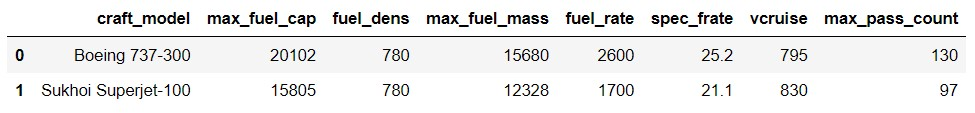 craft_model max_fuel_cap fuel_dens max_fuel_mass fuel_rate spec_frate vcruise max_pass_count
0 Boeing 737-300 20102 780 15680 2600 25.2 795 130
1 Sukhoi Superjet-100 15805 780 12328 1700 21.1 830 97